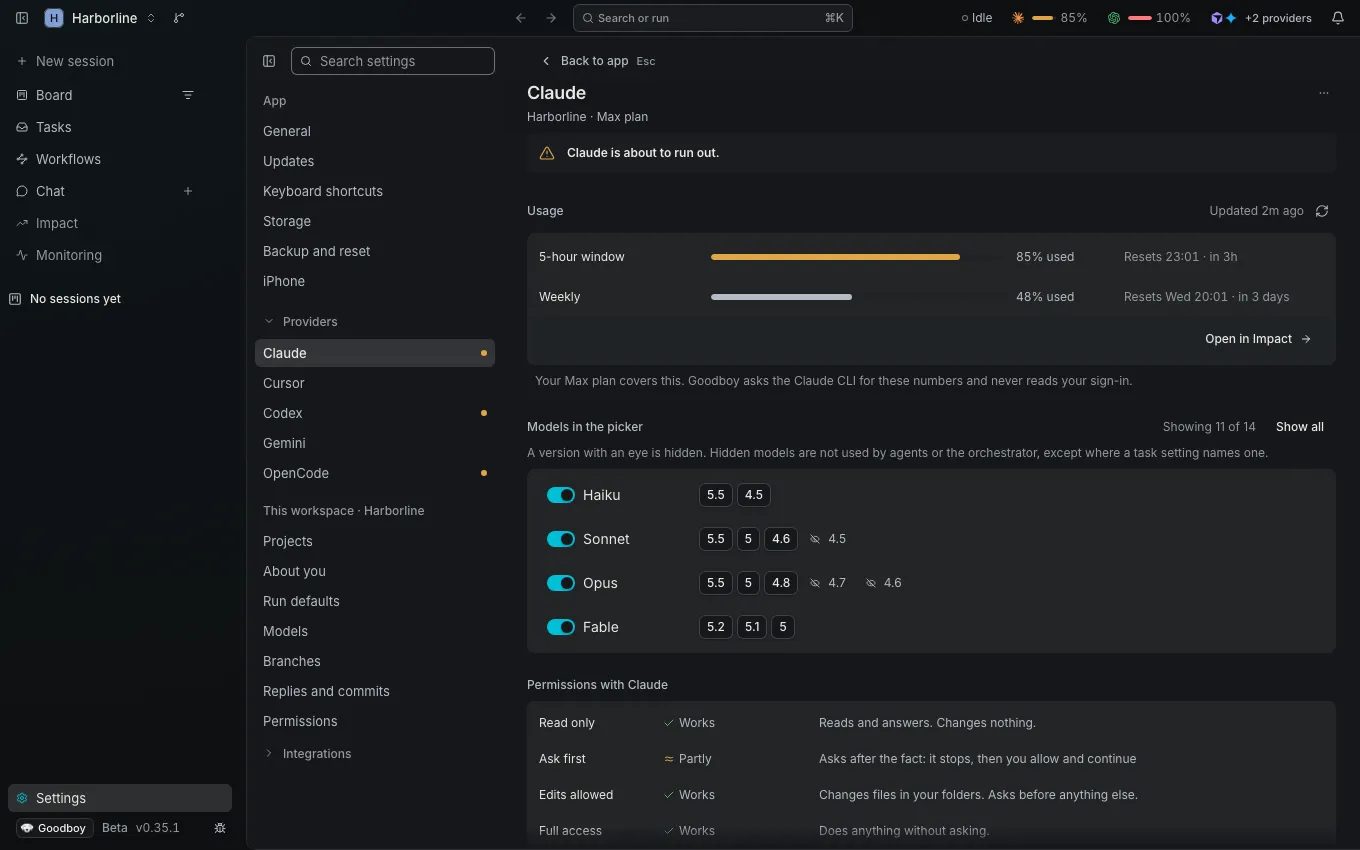 H Harborline
Search or run ⌘K
Idle
85%
100%
+2 providers
New session
Board
Tasks
Workflows
Chat
Impact
Monitoring
No sessions yet
Settings
Goodboy Beta v0.35.1
Search settings
App
General
Updates
Keyboard shortcuts
Storage
Backup and reset
iPhone
Providers
Claude
Cursor
Codex
Gemini
OpenCode
This workspace · Harborline
Projects
About you
Run defaults
Models
Branches
Replies and commits
Permissions
Integrations
Back to app Esc
Claude
Harborline · Max plan
Claude is about to run out.
Usage Updated 2m ago
5-hour window 85% used Resets 23:01 · in 3h
Weekly 48% used Resets Wed 20:01 · in 3 days
Open in Impact
Your Max plan covers this. Goodboy asks the Claude CLI for these numbers and never reads your sign-in.
Models in the picker Showing 11 of 14 Show all
A version with an eye is hidden. Hidden models are not used by agents or the orchestrator, except where a task setting names one.
Haiku 5.5 4.5
Sonnet 5.5 5 4.6 4.5
Opus 5.5 5 4.8 4.7 4.6
Fable 5.2 5.1 5
Permissions with Claude
Read only Works Reads and answers. Changes nothing.
Ask first Partly Asks after the fact: it stops, then you allow and continue
Edits allowed Works Changes files in your folders. Asks before anything else.
Full access Works Does anything without asking.